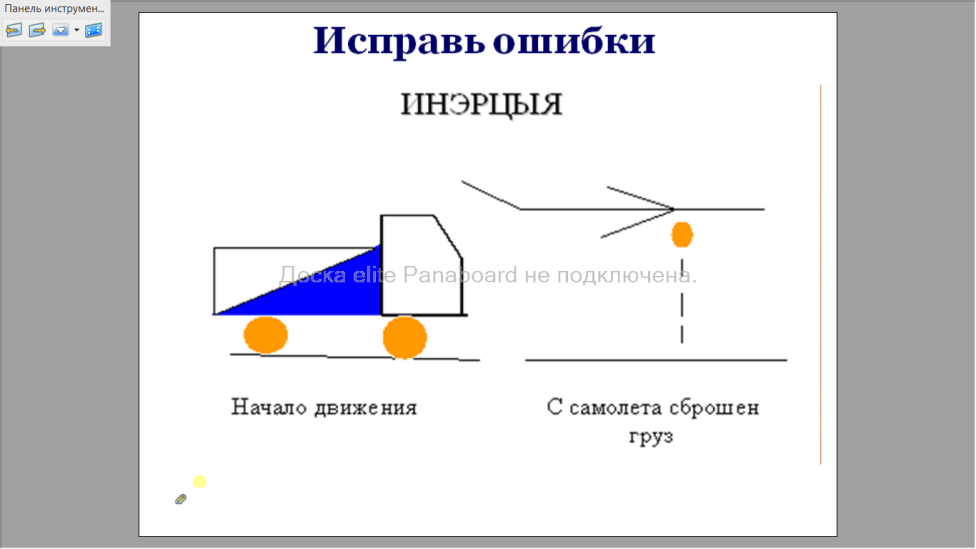 Панель инструмен...
Исправь ошибки
ИНЭРЦЫЯ
Доска elite Panaboard не подключена.
Начало движения
С самолета сброшен
груз